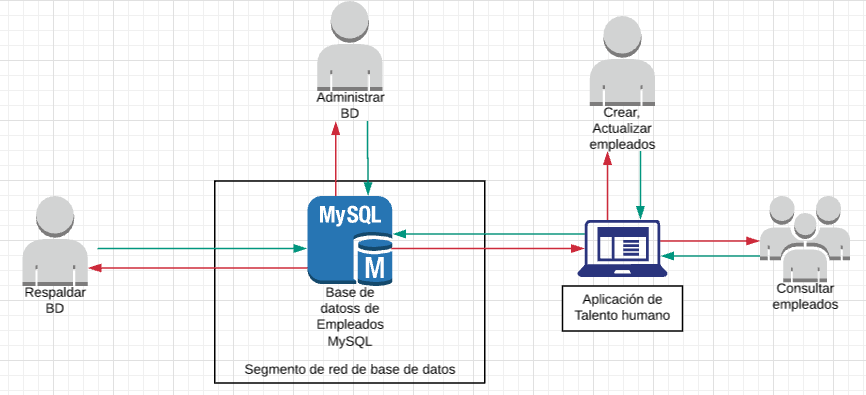 Administrar
BD
Crear,
Actualizar
empleados
MySQL
M
Respaldar
BD
Base de
datoss de
Empleados
MySQL
Segmento de red de base de datos
Aplicación de
Talento humano
Consultar
empleados